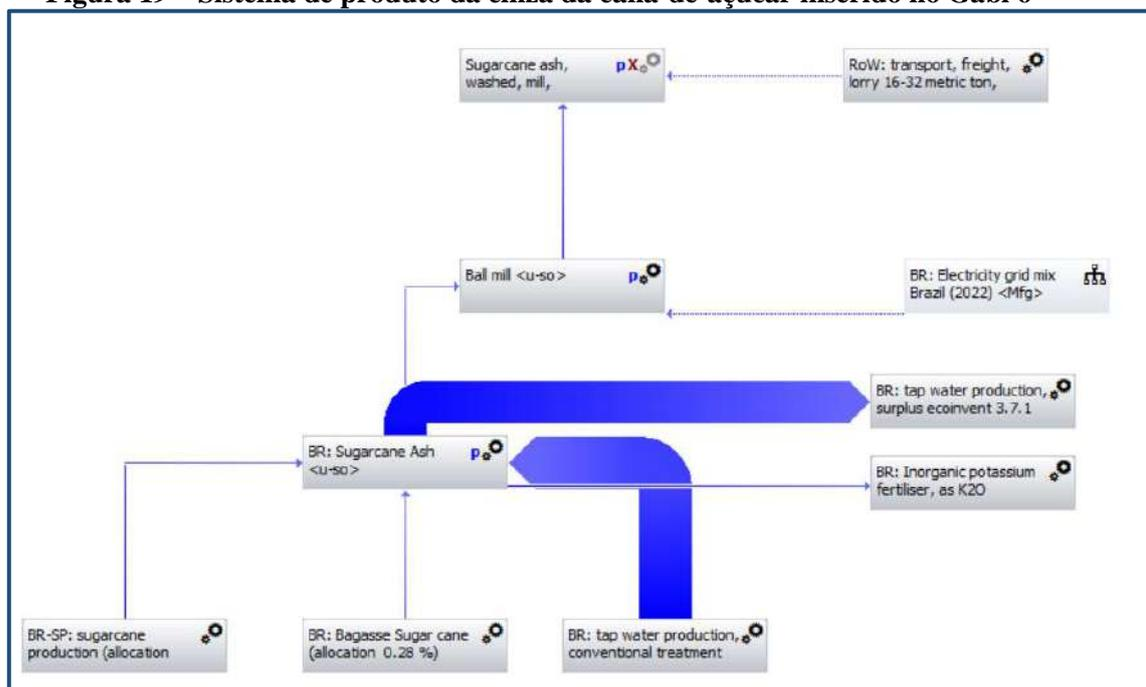 Figura 19 – Sistema de produto da cinza da cana-de-açúcar inserido no GaBi 6
Sugarcane ash, pX
washed, mill,
RoW: transport, freight,
lorry 16-32 metric ton,
Ball mill <u-so> p
BR: Electricity grid mix
Brazil (2022) <Mfg>
BR: tap water production,
surplus ecoinvent 3.7.1
BR: Sugarcane Ash p
<u-so>
BR: Inorganic potassium
fertiliser, as K2O
BR-SP: sugarcane
production (allocation
BR: Bagasse Sugar cane
(allocation 0.28 %)
BR: tap water production,
conventional treatment